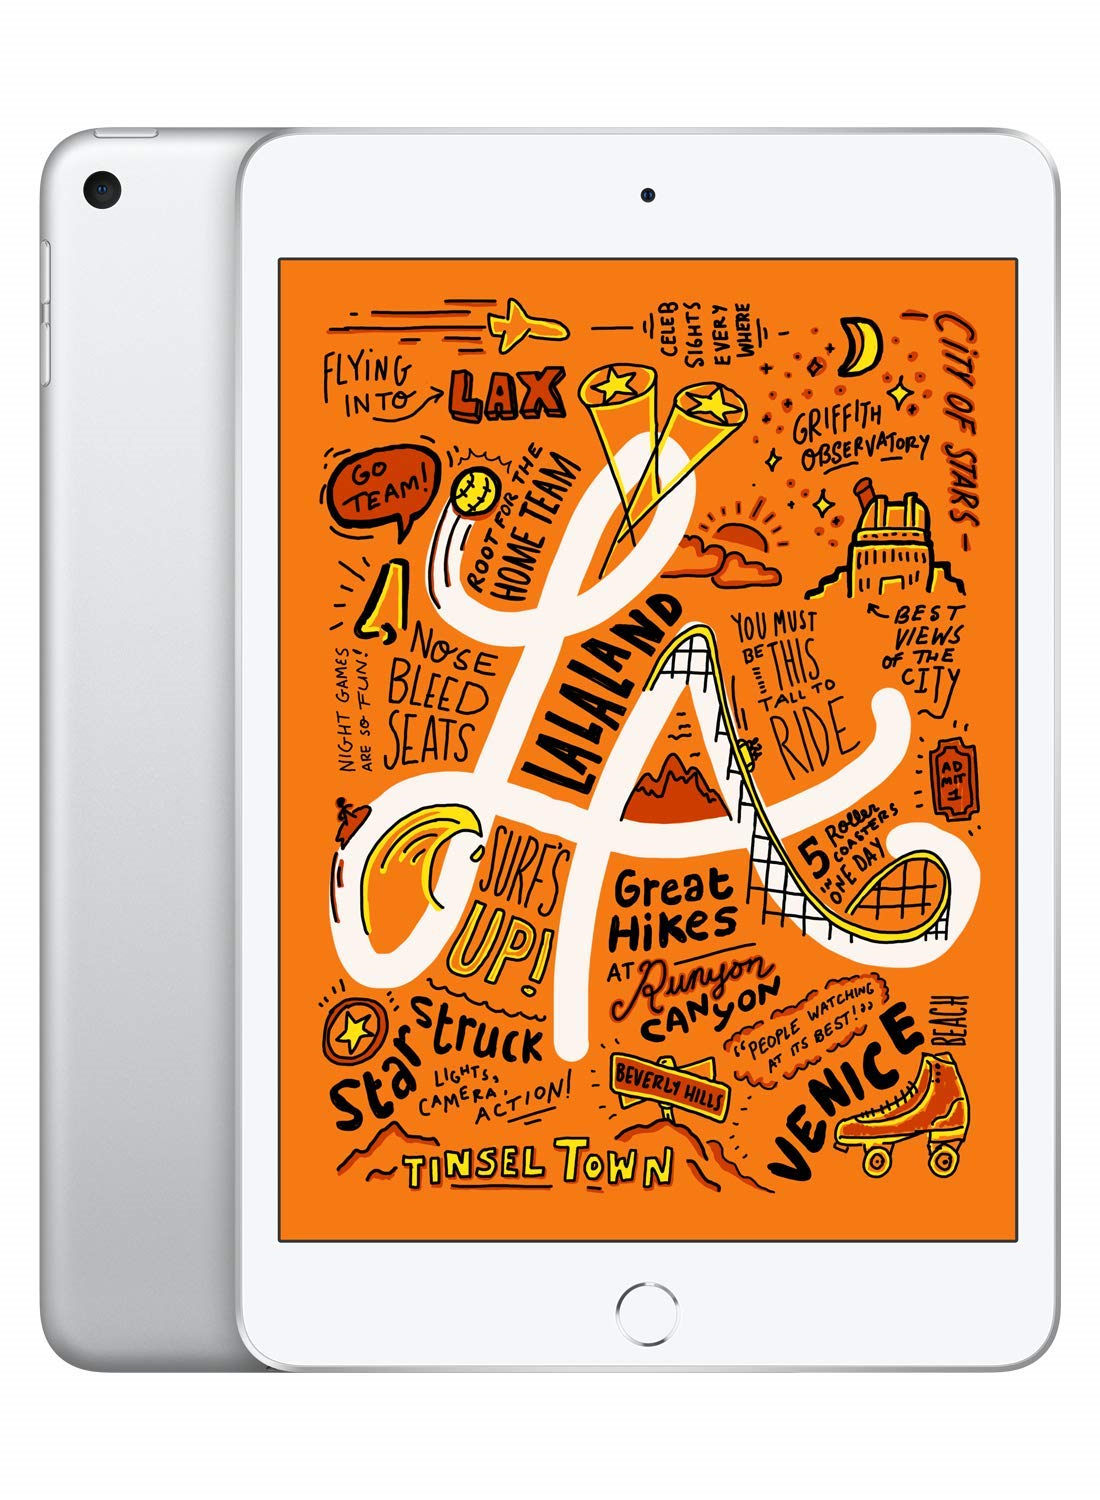 CELEB
SIGHTS
EVERY
WHERE
FLYING
INTO
LAX
CITY OF STARS
GRIFFITH
OBSERVATORY
GO
TEAM!
ROOT FOR THE
HOME TEAM
LA
LALALAND
BEST
VIEWS
OF THE
CITY
YOU MUST
BE THIS
TALL TO
RIDE
NOSE
BLEED
SEATS
NIGHT GAMES
ARE SO FUN!
AD
MIT
1
5 Roller
COASTERS
IN ONE DAY
SURF'S
UP!
Great
Hikes
AT Runyon
CANYON
Star struck
LIGHTS,
CAMERA,
ACTION!
"PEOPLE WATCHING
AT ITS BEST!"
VENICE
BEACH
BEVERLY HILLS
TINSEL TOWN